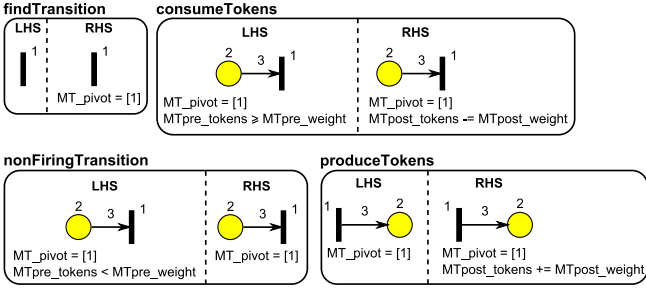 findTransition
LHS
RHS
1
1
MT_pivot = [1]
consumeTokens
LHS
RHS
2
3
1
2
3
1
MT_pivot = [1]
MTpre_tokens ⩾ MTpre_weight
MT_pivot = [1]
MTpost_tokens -= MTpost_weight
nonFiringTransition
LHS
RHS
2
3
1
2
3
1
MT_pivot = [1]
MTpre_tokens < MTpre_weight
MT_pivot = [1]
produceTokens
LHS
RHS
1
3
2
1
3
2
MT_pivot = [1]
MT_pivot = [1]
MTpost_tokens += MTpost_weight